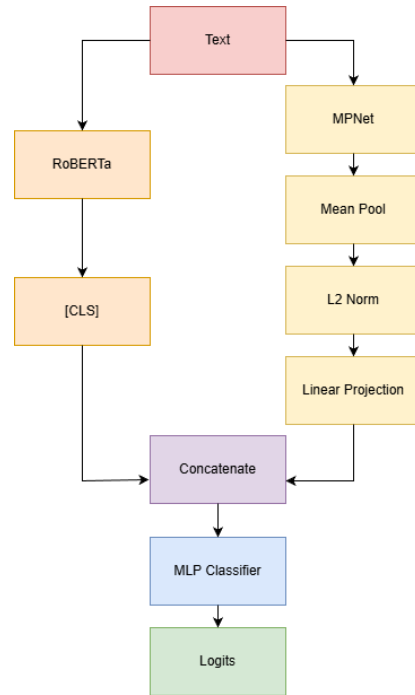 Text
MPNet
RoBERTa
Mean Pool
L2 Norm
[CLS]
Linear Projection
Concatenate
MLP Classifier
Logits